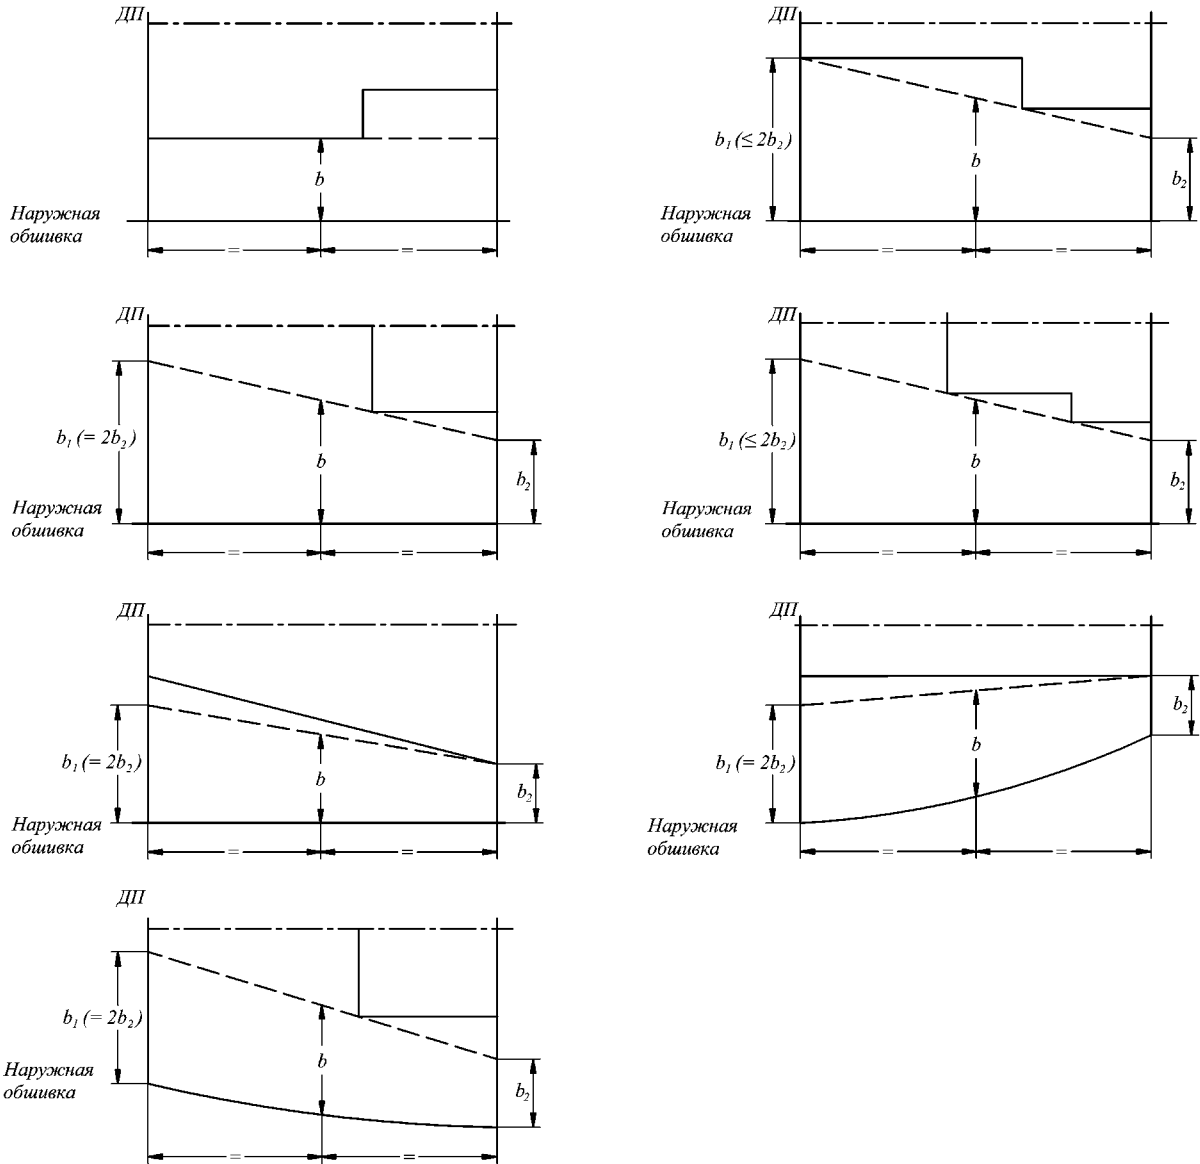 ДП
b
Наружная
обшивка
= =
ДП
b₁ (≤ 2b₂)
b
b₂
Наружная
обшивка
= =
ДП
b₁ (= 2b₂)
b
b₂
Наружная
обшивка
= =
ДП
b₁ (≤ 2b₂)
b
b₂
Наружная
обшивка
= =
ДП
b₁ (= 2b₂)
b
b₂
Наружная
обшивка
= =
ДП
b₂
b
b₁ (= 2b₂)
Наружная
обшивка
= =
ДП
b₁ (= 2b₂)
b
Наружная
обшивка
b₂
= =